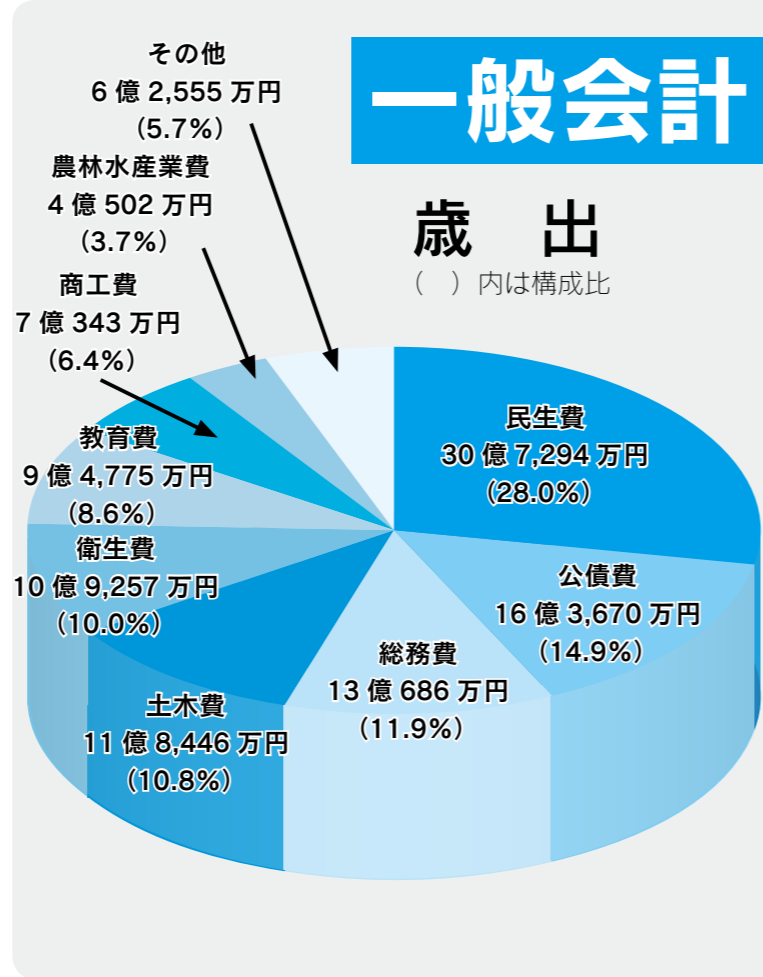 一般会計
歳出
（　）内は構成比
その他
6 億 2,555 万円
(5.7%)
農林水産業費
4 億 502 万円
(3.7%)
商工費
7 億 343 万円
(6.4%)
教育費
9 億 4,775 万円
(8.6%)
衛生費
10 億 9,257 万円
(10.0%)
土木費
11 億 8,446 万円
(10.8%)
総務費
13 億 686 万円
(11.9%)
公債費
16 億 3,670 万円
(14.9%)
民生費
30 億 7,294 万円
(28.0%)